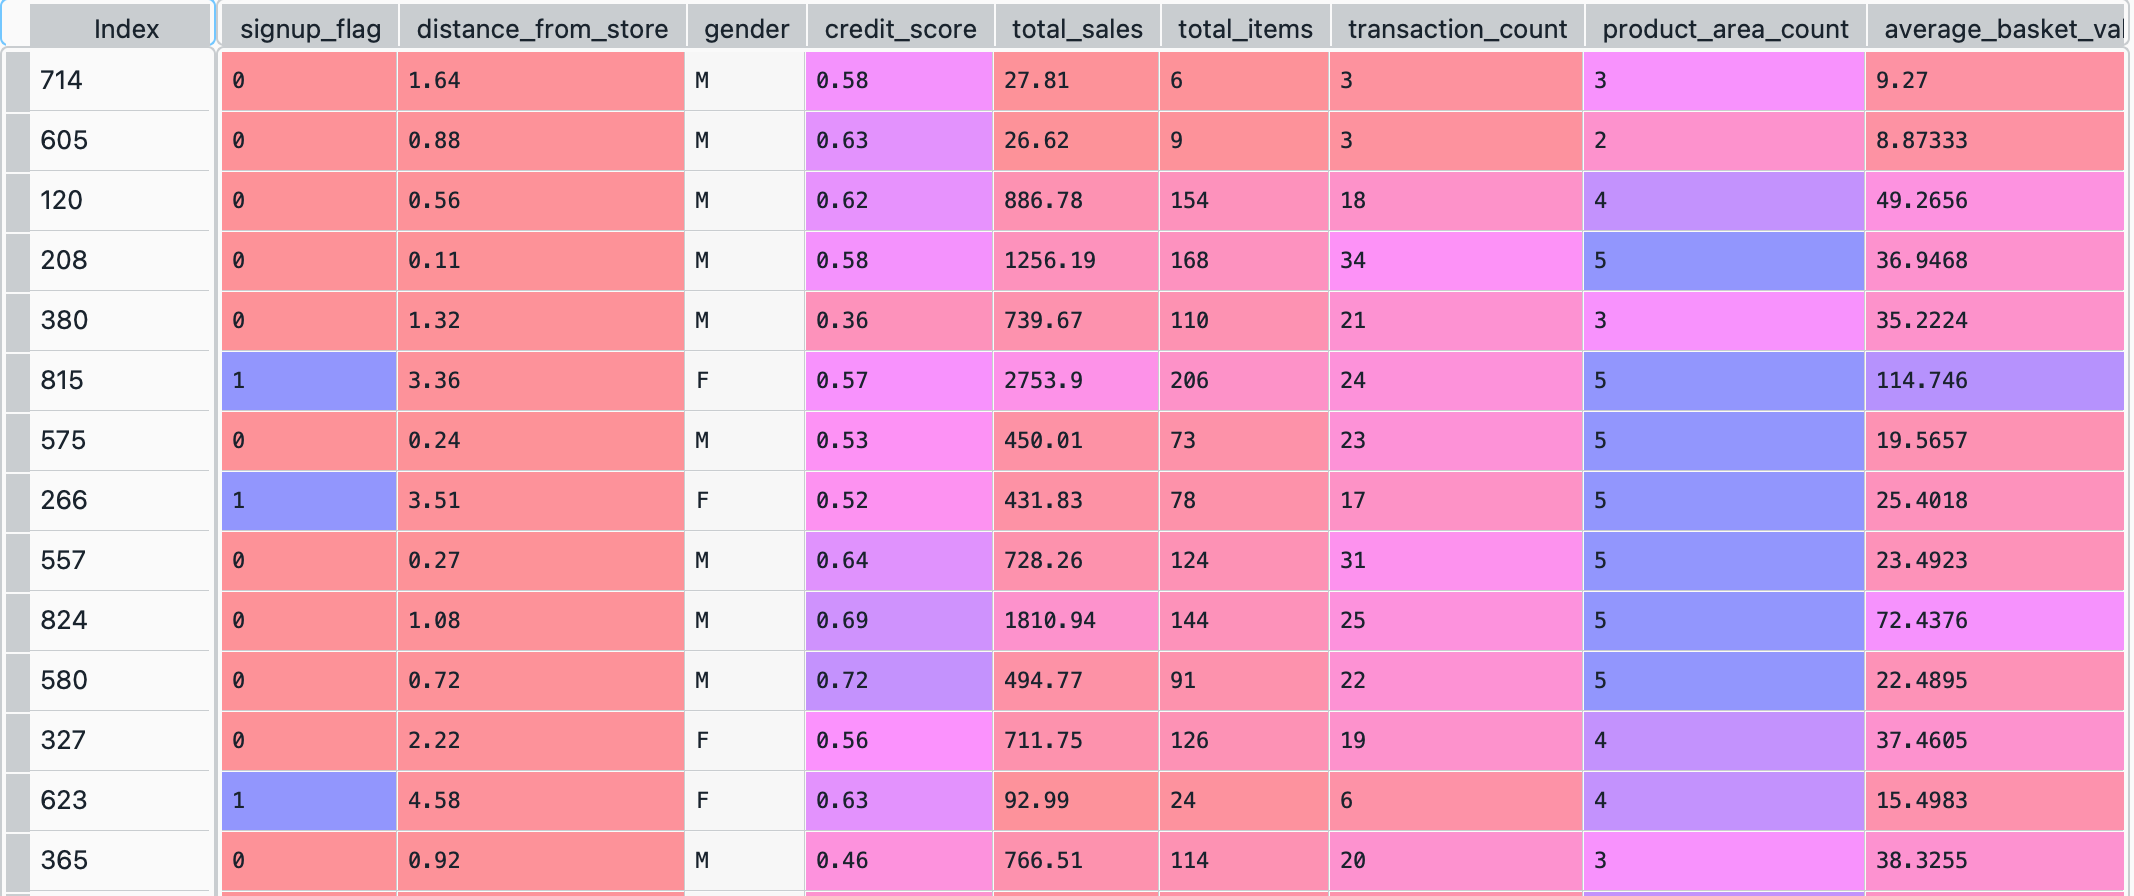 Index signup_flag distance_from_store gender credit_score total_sales total_items transaction_count product_area_count average_basket_val
714 0 1.64 M 0.58 27.81 6 3 3 9.27
605 0 0.88 M 0.63 26.62 9 3 2 8.87333
120 0 0.56 M 0.62 886.78 154 18 4 49.2656
208 0 0.11 M 0.58 1256.19 168 34 5 36.9468
380 0 1.32 M 0.36 739.67 110 21 3 35.2224
815 1 3.36 F 0.57 2753.9 206 24 5 114.746
575 0 0.24 M 0.53 450.01 73 23 5 19.5657
266 1 3.51 F 0.52 431.83 78 17 5 25.4018
557 0 0.27 M 0.64 728.26 124 31 5 23.4923
824 0 1.08 M 0.69 1810.94 144 25 5 72.4376
580 0 0.72 M 0.72 494.77 91 22 5 22.4895
327 0 2.22 F 0.56 711.75 126 19 4 37.4605
623 1 4.58 F 0.63 92.99 24 6 4 15.4983
365 0 0.92 M 0.46 766.51 114 20 3 38.3255